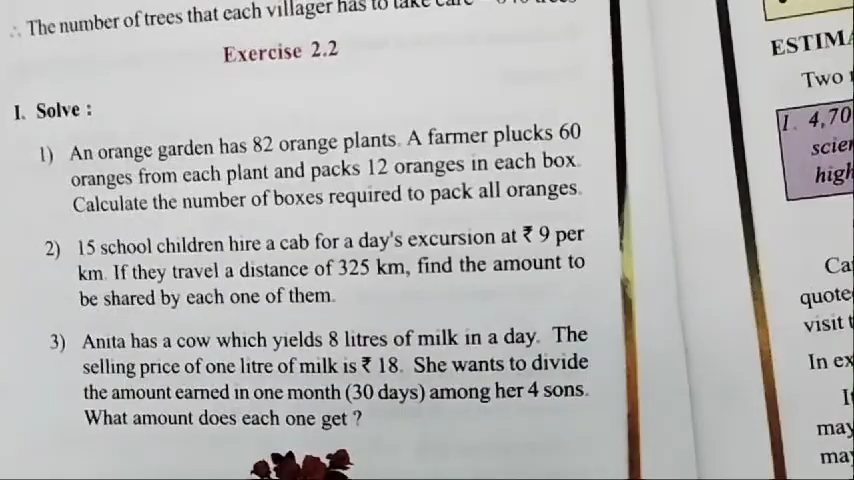 ∴ The number of trees that each villager has to take
Exercise 2.2
I. Solve :
1) An orange garden has 82 orange plants. A farmer plucks 60
oranges from each plant and packs 12 oranges in each box.
Calculate the number of boxes required to pack all oranges.
2) 15 school children hire a cab for a day's excursion at ₹ 9 per
km. If they travel a distance of 325 km, find the amount to
be shared by each one of them.
3) Anita has a cow which yields 8 litres of milk in a day. The
selling price of one litre of milk is ₹ 18. She wants to divide
the amount earned in one month (30 days) among her 4 sons.
What amount does each one get ?
ESTIMA
Two
1. 4,70
scien
high
Ca
quote
visit t
In ex
may
may